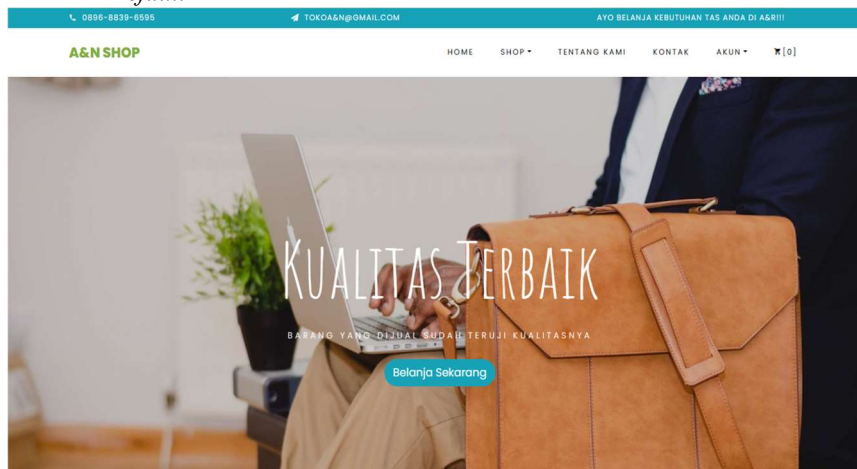 0896-8839-6595 TOKOA&N@GMAIL.COM AYO BELANJA KEBUTUHAN TAS ANDA DI A&R!!!
A&N SHOP HOME SHOP TENTANG KAMI KONTAK AKUN [0]
KUALITAS TERBAIK
BARANG YANG DIJUAL SUDAH TERUJI KUALITASNYA
Belanja Sekarang